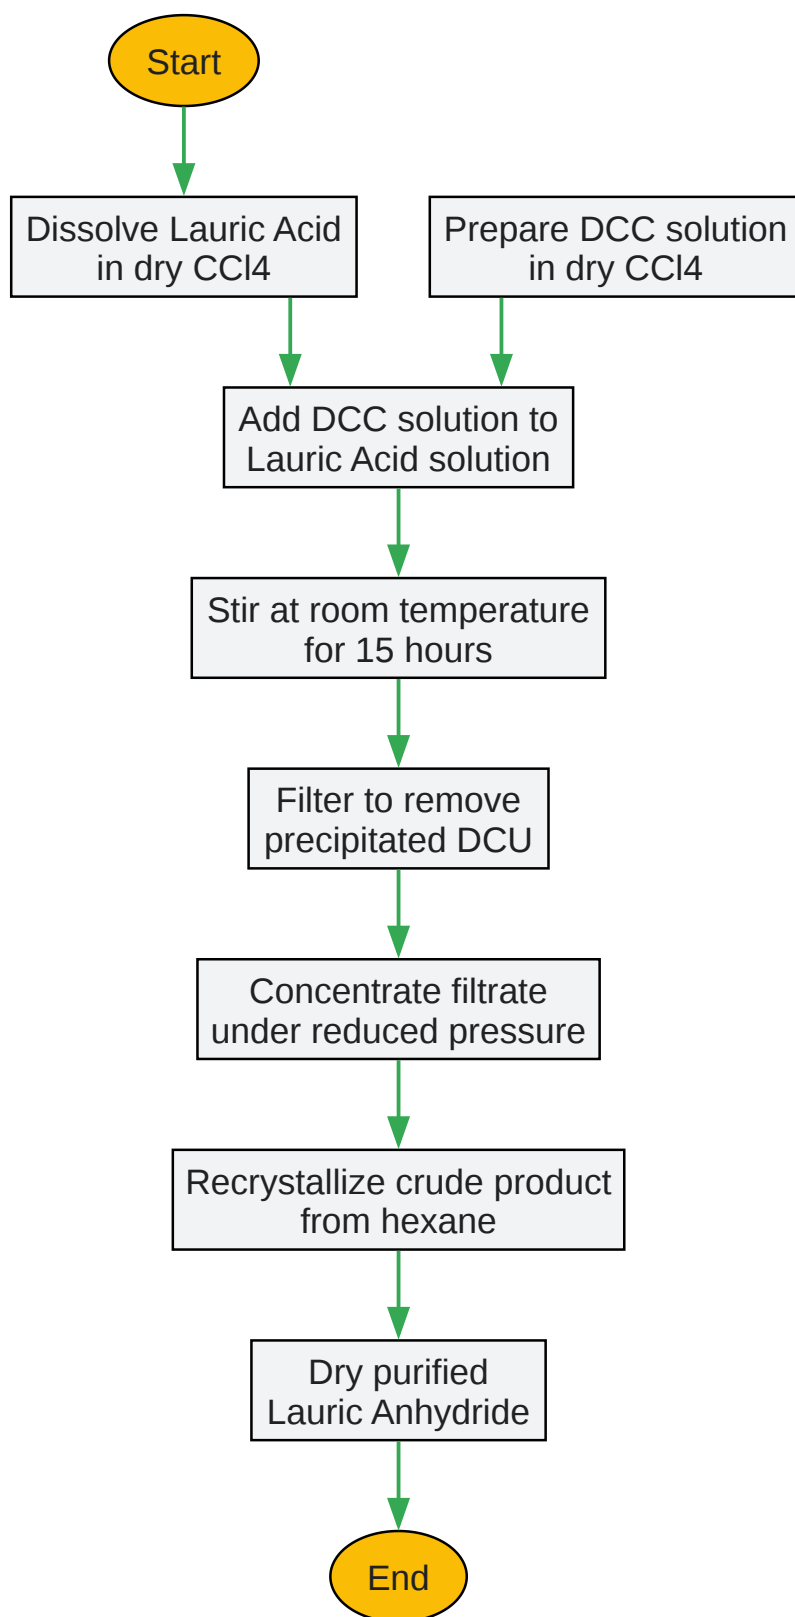 Start
Dissolve Lauric Acid
in dry CCl4
Prepare DCC solution
in dry CCl4
Add DCC solution to
Lauric Acid solution
Stir at room temperature
for 15 hours
Filter to remove
precipitated DCU
Concentrate filtrate
under reduced pressure
Recrystallize crude product
from hexane
Dry purified
Lauric Anhydride
End